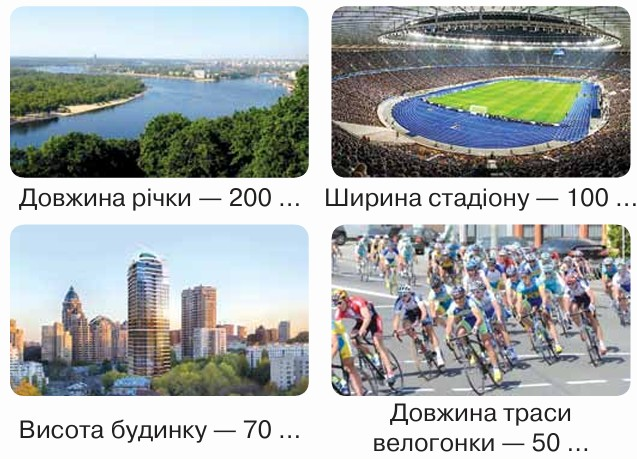 Довжина річки — 200 ...
Ширина стадіону — 100 ...
Висота будинку — 70 ...
Довжина траси
велогонки — 50 ...